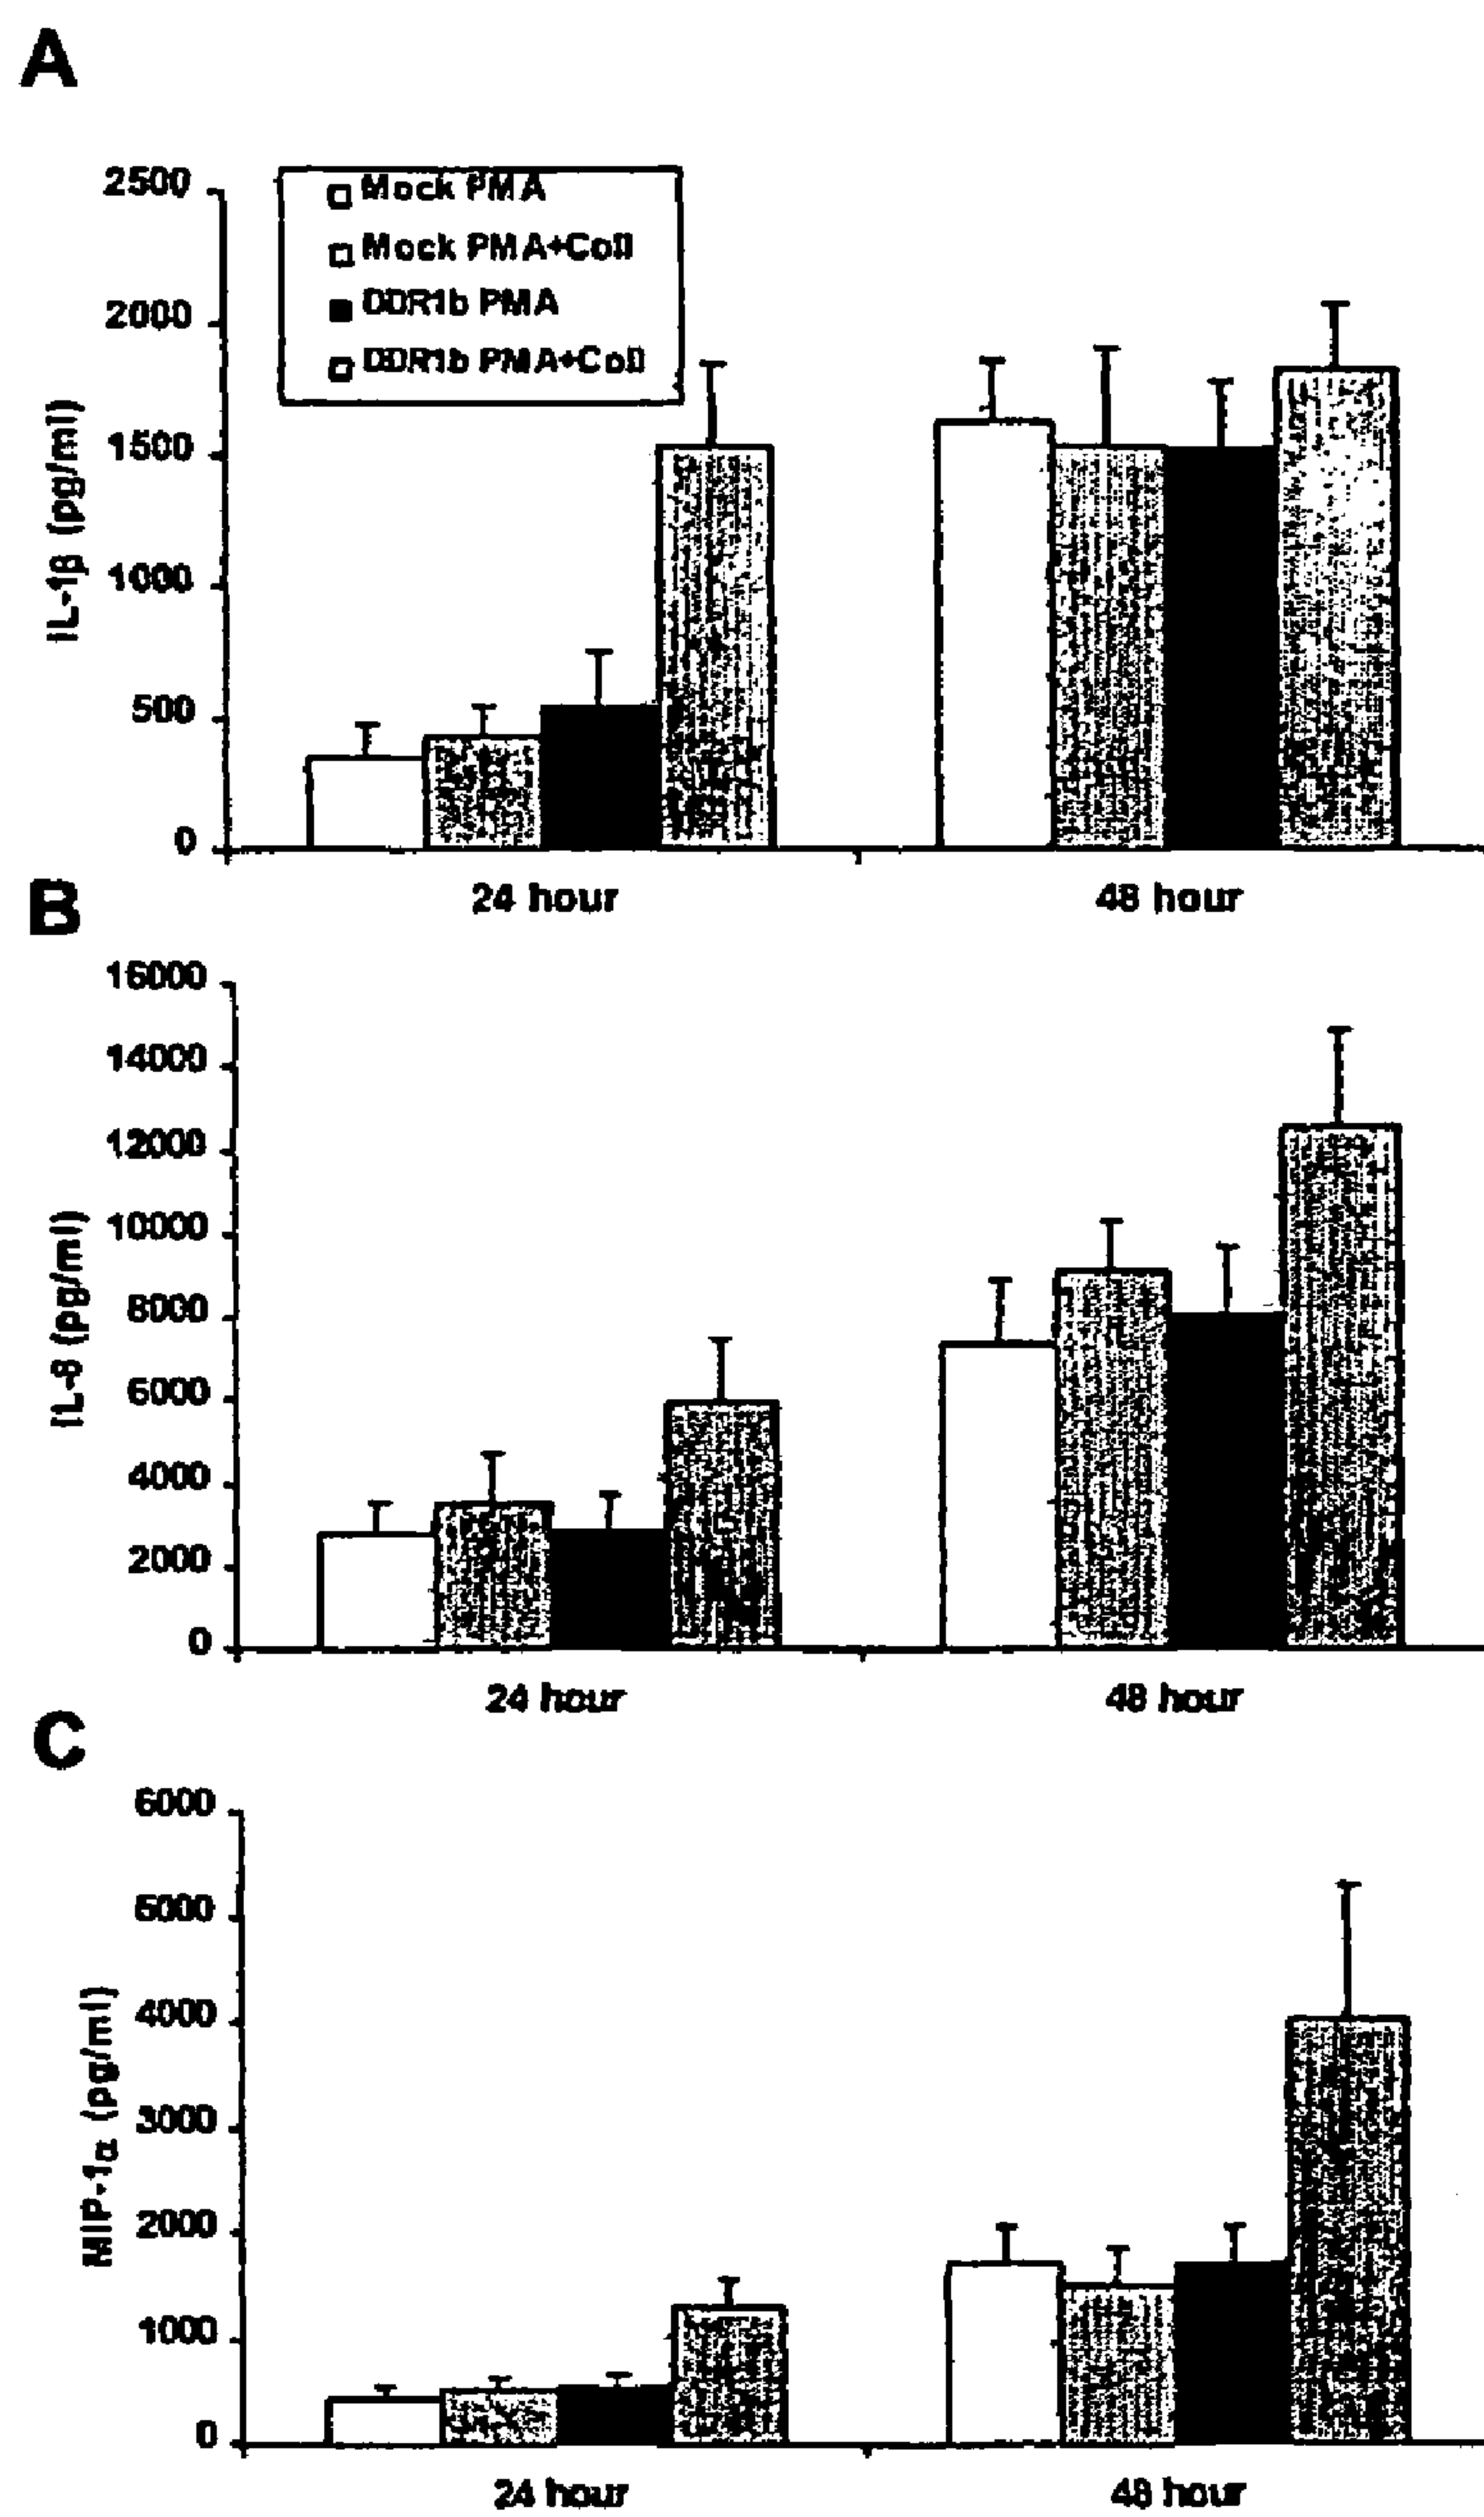 A
2500
Mock PMA
Mock PMA+Coll
DDR1b PMA
DDR1b PMA+Coll
2000
1500
1000
500
0
IL-1β (pg/ml)
24 hour
48 hour
B
16000
14000
12000
10000
8000
6000
4000
2000
0
IL-8 (pg/ml)
24 hour
48 hour
C
6000
5000
4000
3000
2000
1000
0
MIP-1α (pg/ml)
24 hour
48 hour